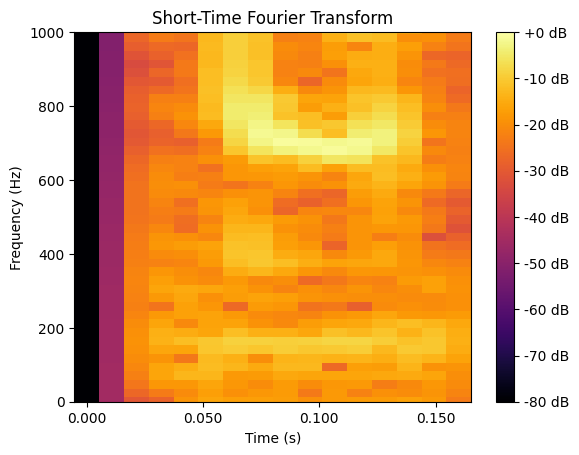 Short-Time Fourier Transform
1000
800
600
400
200
0
Frequency (Hz)
0.000
0.050
0.100
0.150
Time (s)
+0 dB
-10 dB
-20 dB
-30 dB
-40 dB
-50 dB
-60 dB
-70 dB
-80 dB